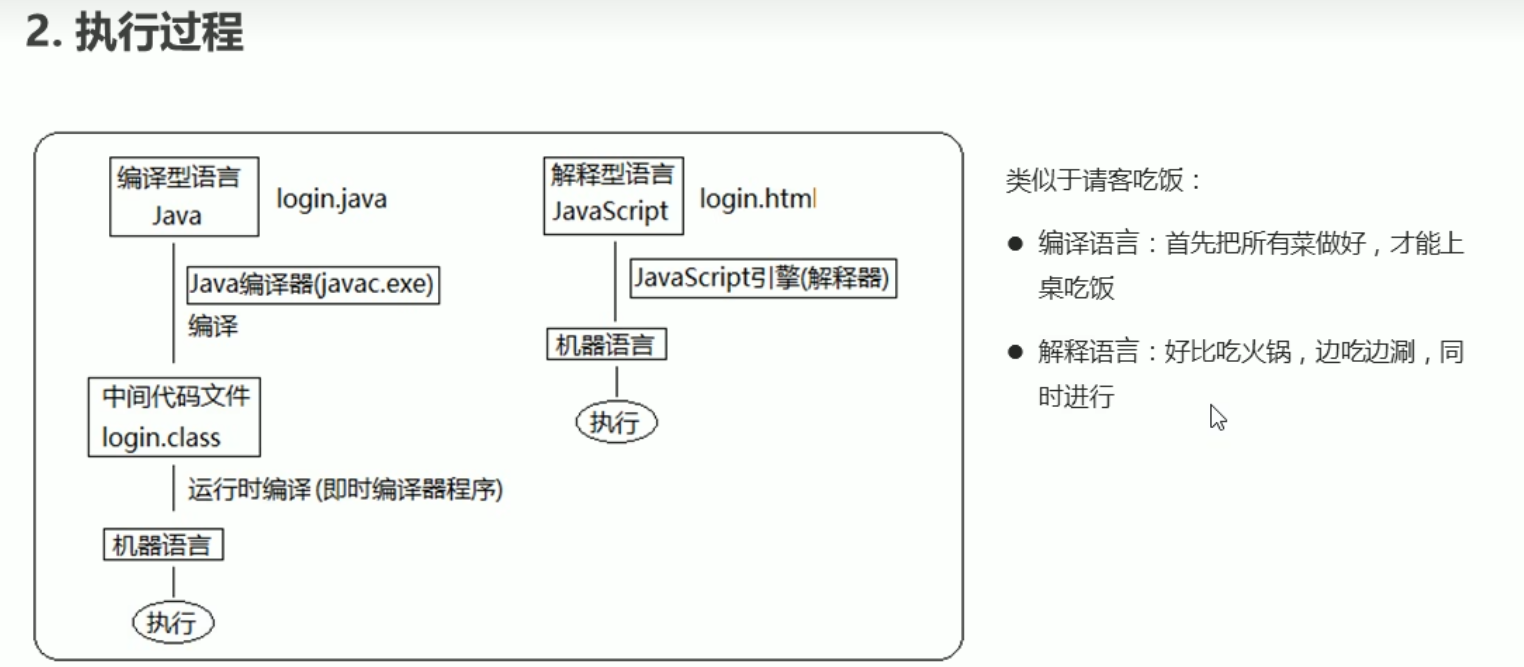 2. 执行过程
编译型语言
Java
login.java
Java编译器(javac.exe)
编译
中间代码文件
login.class
运行时编译(即时编译器程序)
机器语言
执行
解释型语言
JavaScript
login.html
JavaScript引擎(解释器)
机器语言
执行
类似于请客吃饭：
● 编译语言：首先把所有菜做好，才能上
桌吃饭
● 解释语言：好比吃火锅，边吃边涮，同
时进行